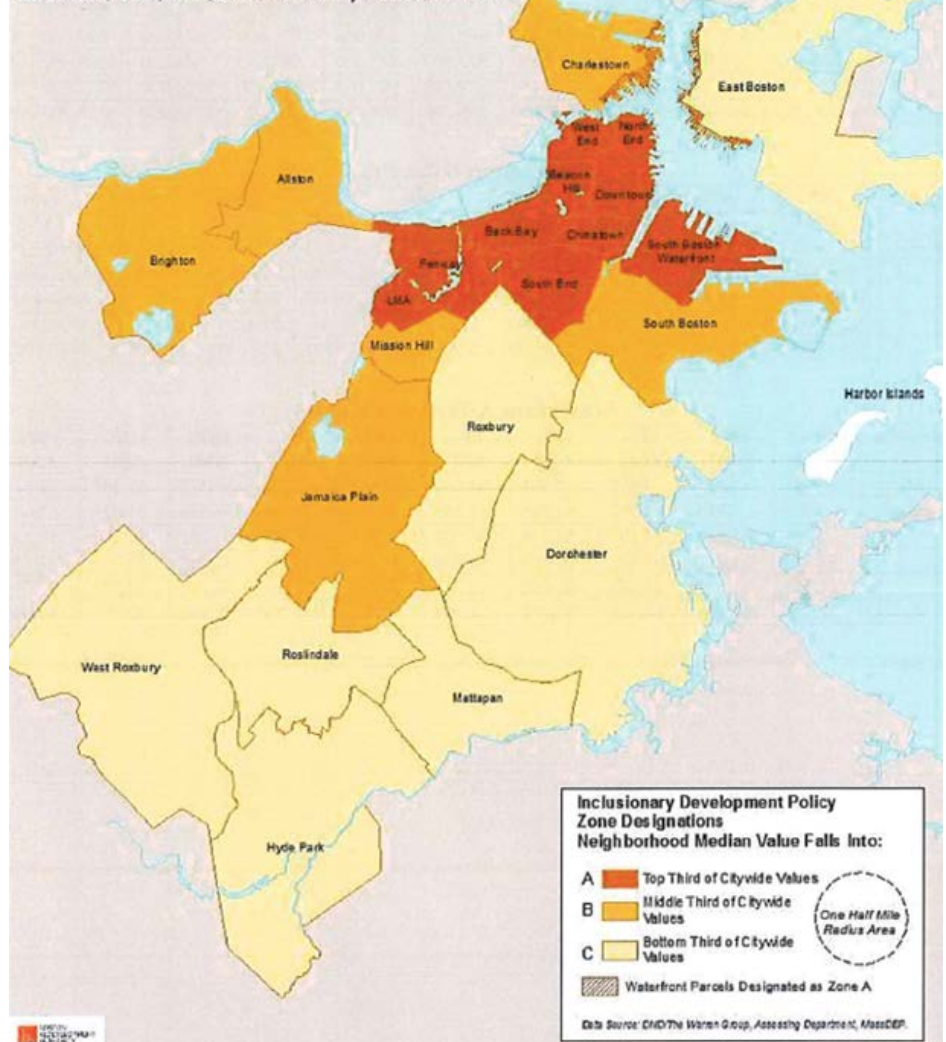 Charlestown
East Boston
West
End
North
End
Allston
Beacon
Hill
Downtown
Back Bay
Chinatown
Brighton
Fenway
South Boston
Waterfront
South End
LMA
South Boston
Mission Hill
Harbor Islands
Roxbury
Jamaica Plain
Dorchester
Roslindale
West Roxbury
Mattapan
Hyde Park
Inclusionary Development Policy
Zone Designations
Neighborhood Median Value Falls Into:
A Top Third of Citywide Values
B Middle Third of Citywide
Values
C Bottom Third of Citywide
Values
One Half Mile
Radius Area
Waterfront Parcels Designated as Zone A
Data Source: DND/The Warren Group, Assessing Department, MassDEP.